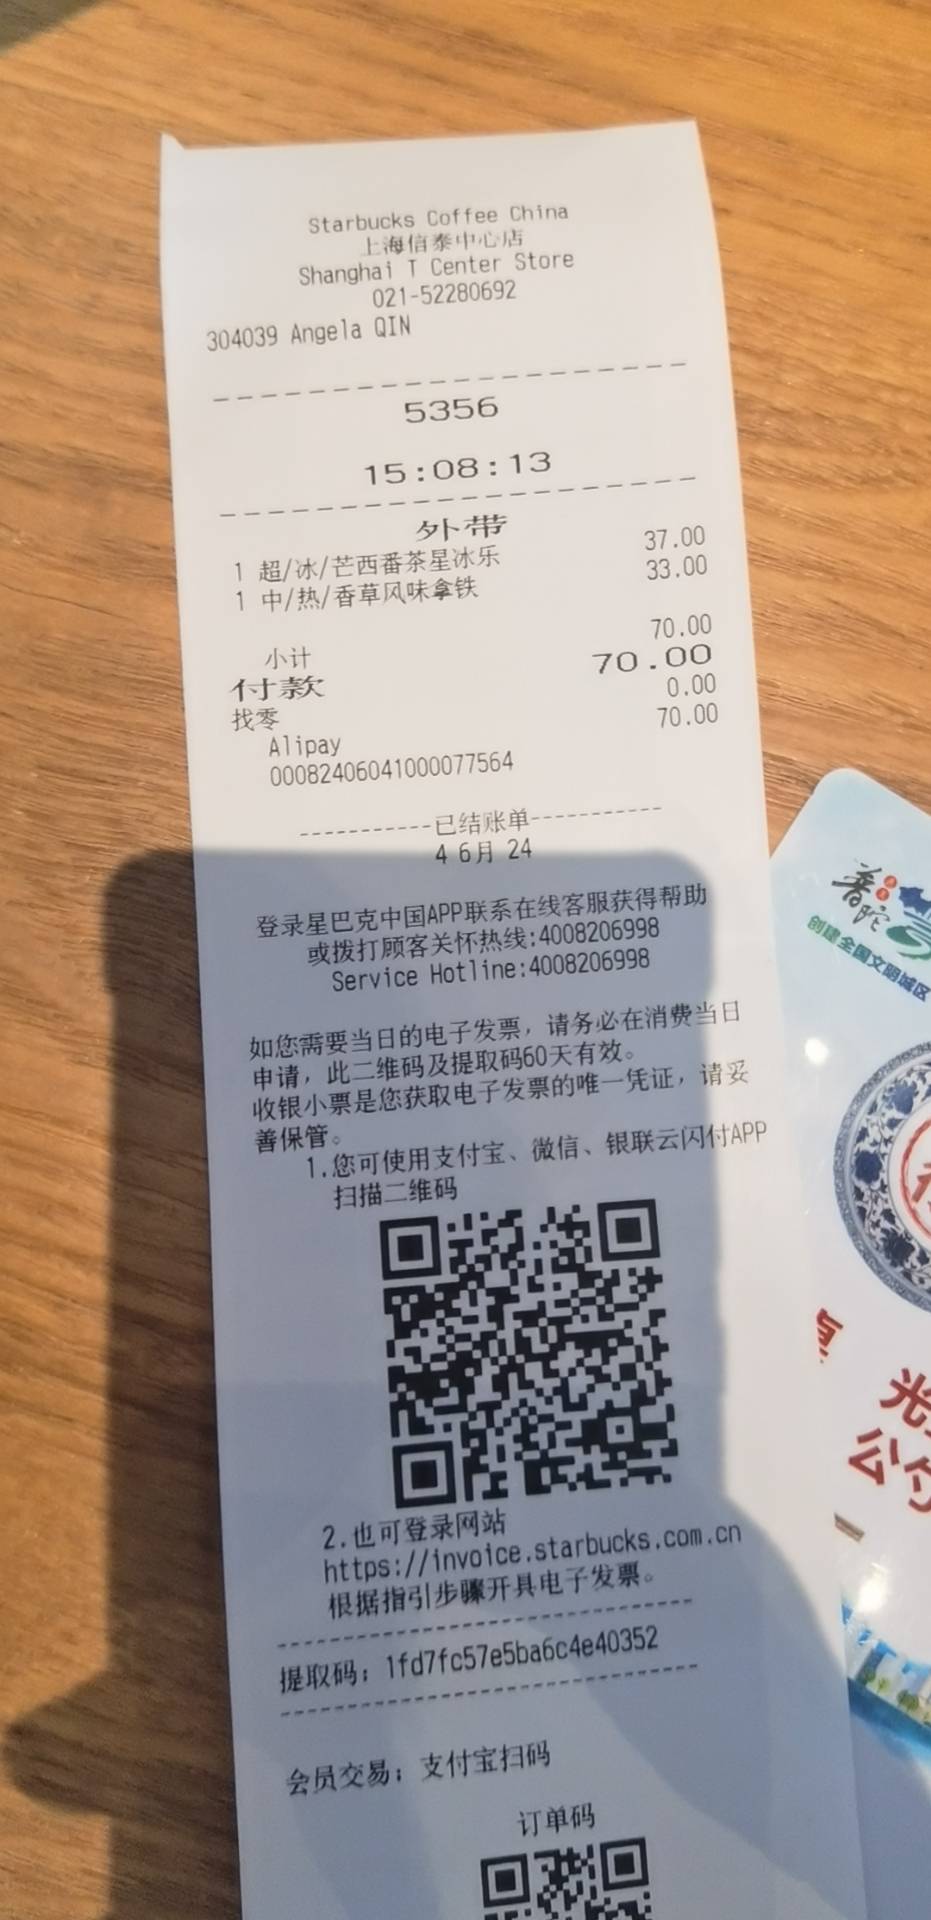 Starbucks Coffee China
上海信泰中心店
Shanghai T Center Store
021-52280692
304039 Angela QIN
5356
15:08:13
外带
1 超/冰/芒西番茶星冰乐 37.00
1 中/热/香草风味拿铁 33.00
小计 70.00
付款 70.00
找零 0.00
Alipay 70.00
00082406041000077564
-----------已结账单-----------
4 6月 24
登录星巴克中国APP联系在线客服获得帮助
或拨打顾客关怀热线:4008206998
Service Hotline:4008206998
如您需要当日的电子发票，请务必在消费当日
申请，此二维码及提取码60天有效。
收银小票是您获取电子发票的唯一凭证，请妥
善保管。
1.您可使用支付宝、微信、银联云闪付APP
扫描二维码
2.也可登录网站
https://invoice.starbucks.com.cn
根据指引步骤开具电子发票。
提取码：1fd7fc57e5ba6c4e40352
会员交易：支付宝扫码
订单码
普陀
创建全国文明城区
光
公